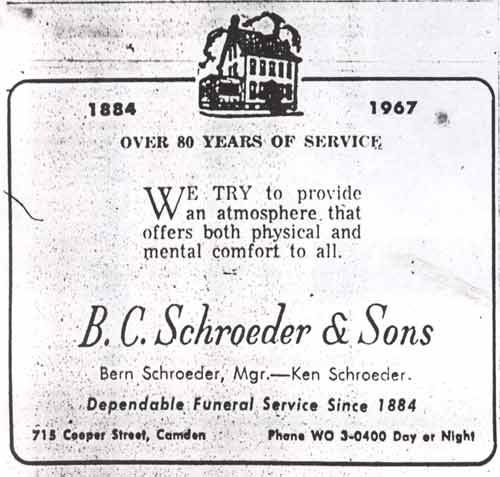 1884 1967
OVER 80 YEARS OF SERVICE
WE TRY to provide
an atmosphere that
offers both physical and
mental comfort to all.
B. C. Schroeder & Sons
Bern Schroeder, Mgr.—Ken Schroeder.
Dependable Funeral Service Since 1884
715 Cooper Street, Camden Phone WO 3-0400 Day or Night